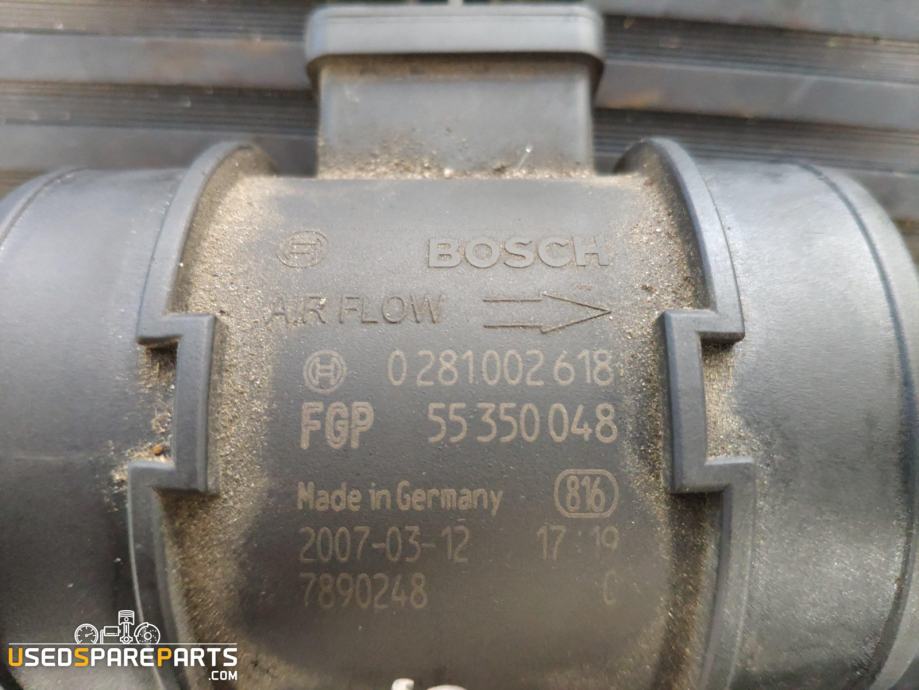 BOSCH
AIR FLOW
0 281 002 618
FGP 55 350 048
Made in Germany 816
2007-03-12 17:19
7890248 C
USEDSPAREPARTS
.COM